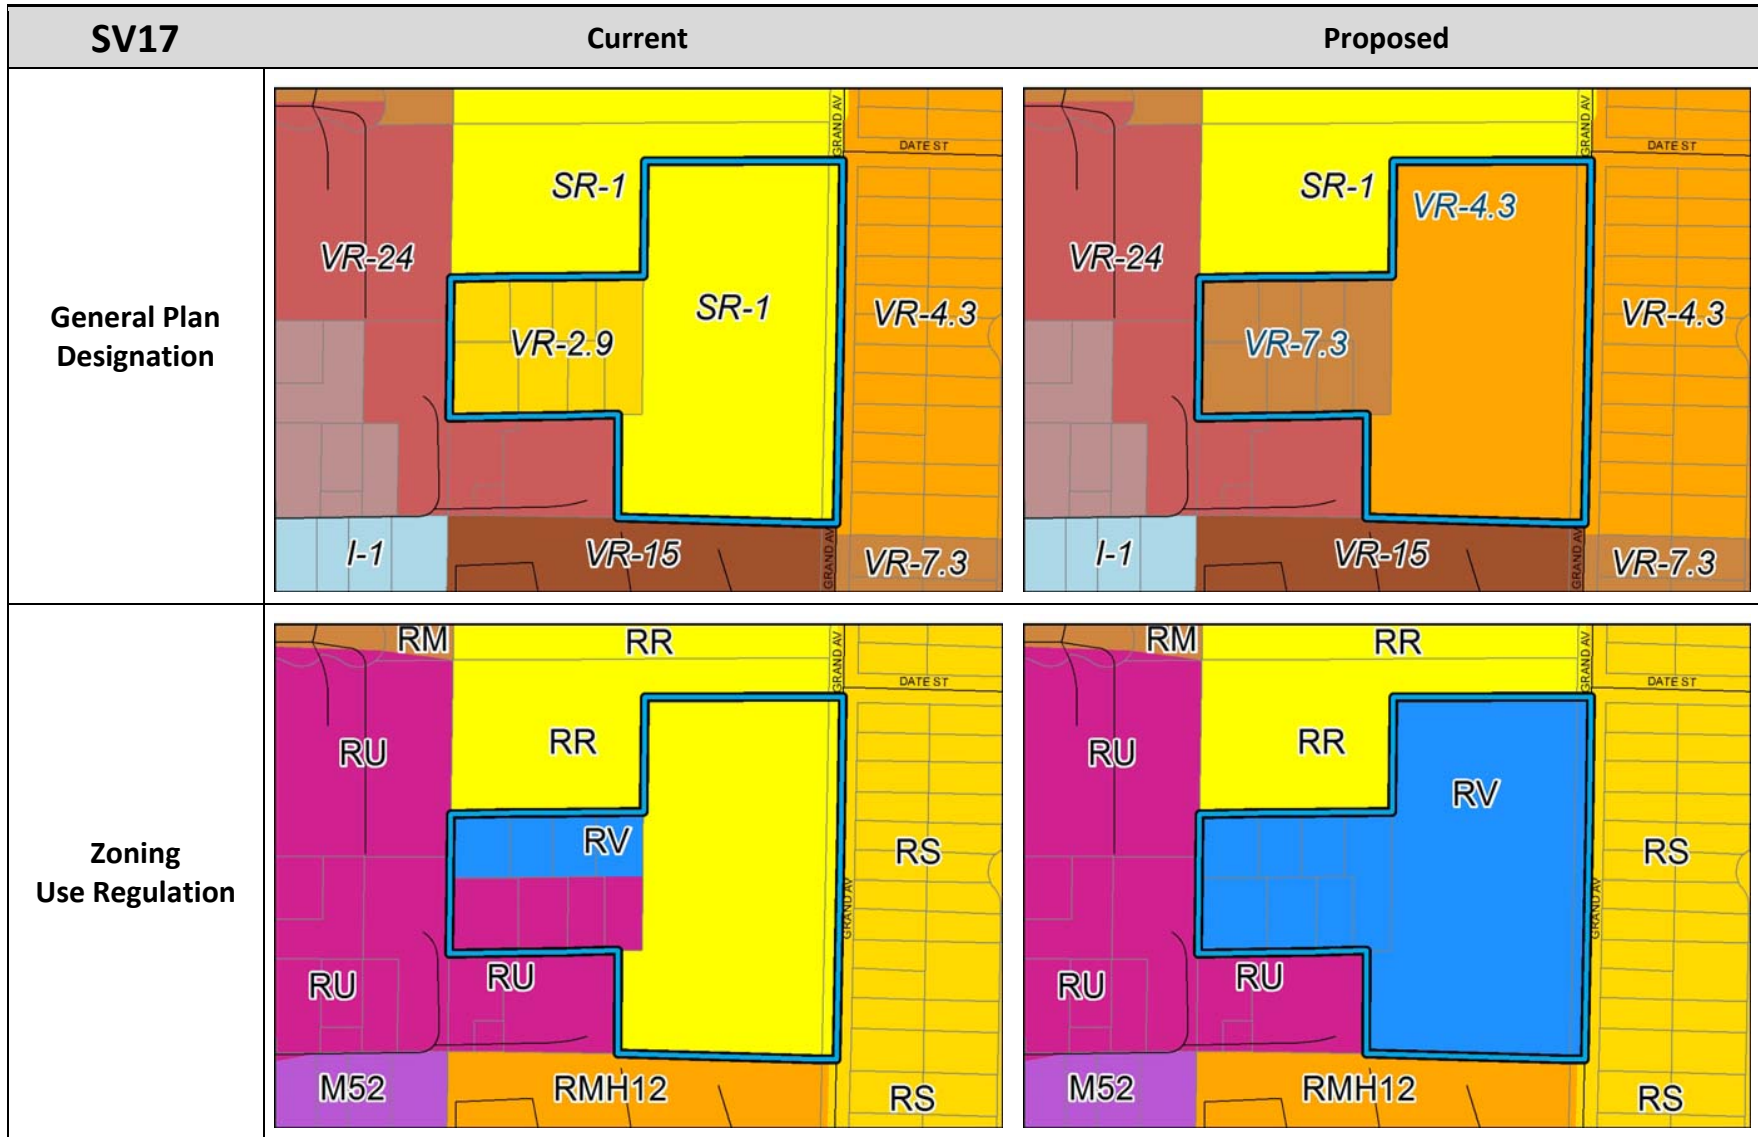 SV17
Current
Proposed
General Plan
Designation
GRAND AV
DATE ST
SR-1
VR-24
SR-1
VR-4.3
VR-2.9
I-1
VR-15
GRAND AV
VR-7.3
GRAND AV
DATE ST
SR-1
VR-4.3
VR-24
VR-4.3
VR-7.3
I-1
VR-15
GRAND AV
VR-7.3
Zoning
Use Regulation
RM
RR
GRAND AV
DATE ST
RU
RR
RV
RS
GRAND AV
RU
RU
M52
RMH12
RS
RM
RR
GRAND AV
DATE ST
RU
RR
RV
RS
GRAND AV
RU
RU
M52
RMH12
RS